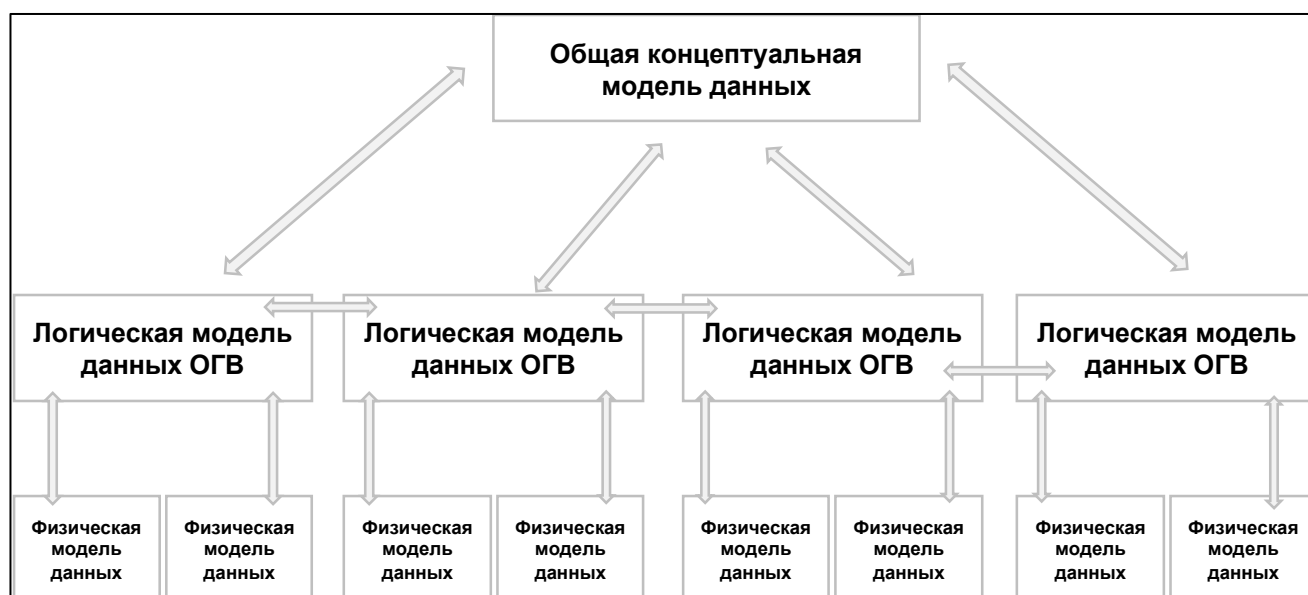 Общая концептуальная
модель данных
Логическая модель
данных ОГВ
Логическая модель
данных ОГВ
Логическая модель
данных ОГВ
Логическая модель
данных ОГВ
Физическая
модель
данных
Физическая
модель
данных
Физическая
модель
данных
Физическая
модель
данных
Физическая
модель
данных
Физическая
модель
данных
Физическая
модель
данных
Физическая
модель
данных